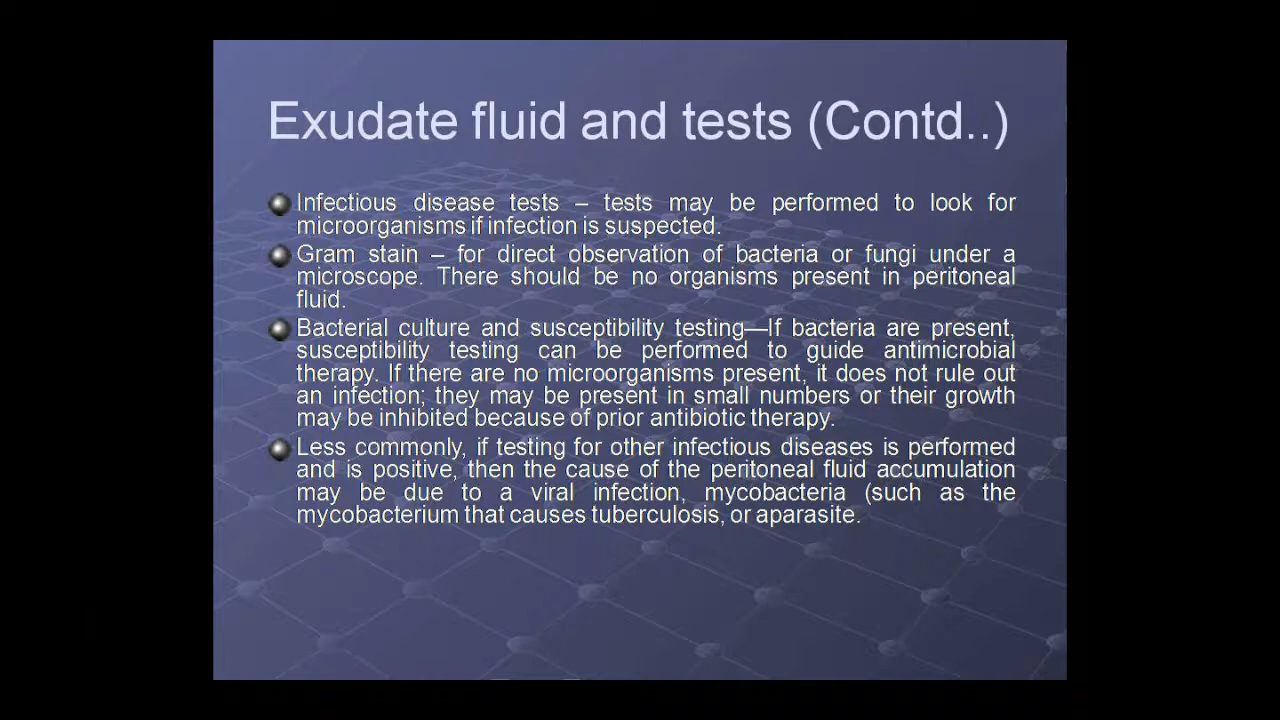 Exudate fluid and tests (Contd..)
Infectious disease tests – tests may be performed to look for
microorganisms if infection is suspected.
Gram stain – for direct observation of bacteria or fungi under a
microscope. There should be no organisms present in peritoneal
fluid.
Bacterial culture and susceptibility testing—If bacteria are present,
susceptibility testing can be performed to guide antimicrobial
therapy. If there are no microorganisms present, it does not rule out
an infection; they may be present in small numbers or their growth
may be inhibited because of prior antibiotic therapy.
Less commonly, if testing for other infectious diseases is performed
and is positive, then the cause of the peritoneal fluid accumulation
may be due to a viral infection, mycobacteria (such as the
mycobacterium that causes tuberculosis, or aparasite.